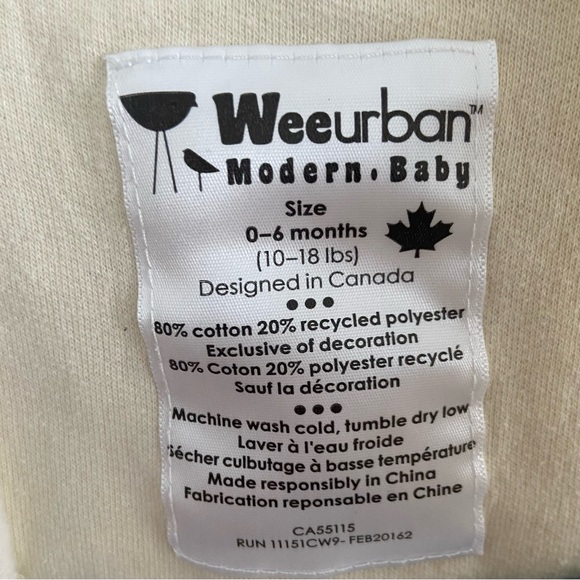 Weeurban™
Modern. Baby
Size
0–6 months
(10–18 lbs)
Designed in Canada
80% cotton 20% recycled polyester
Exclusive of decoration
80% Coton 20% polyester recyclé
Sauf la décoration
Machine wash cold, tumble dry low
Laver à l'eau froide
Sécher culbutage à basse température
Made responsibly in China
Fabrication reponsable en Chine
CA55115
RUN 11151CW9- FEB20162